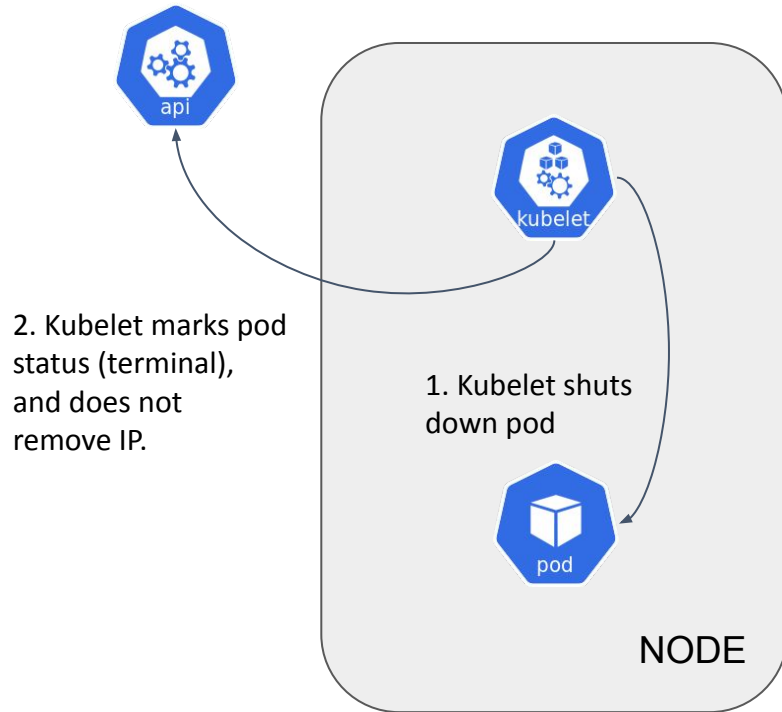 api
kubelet
2. Kubelet marks pod
status (terminal),
and does not
remove IP.
1. Kubelet shuts
down pod
pod
NODE